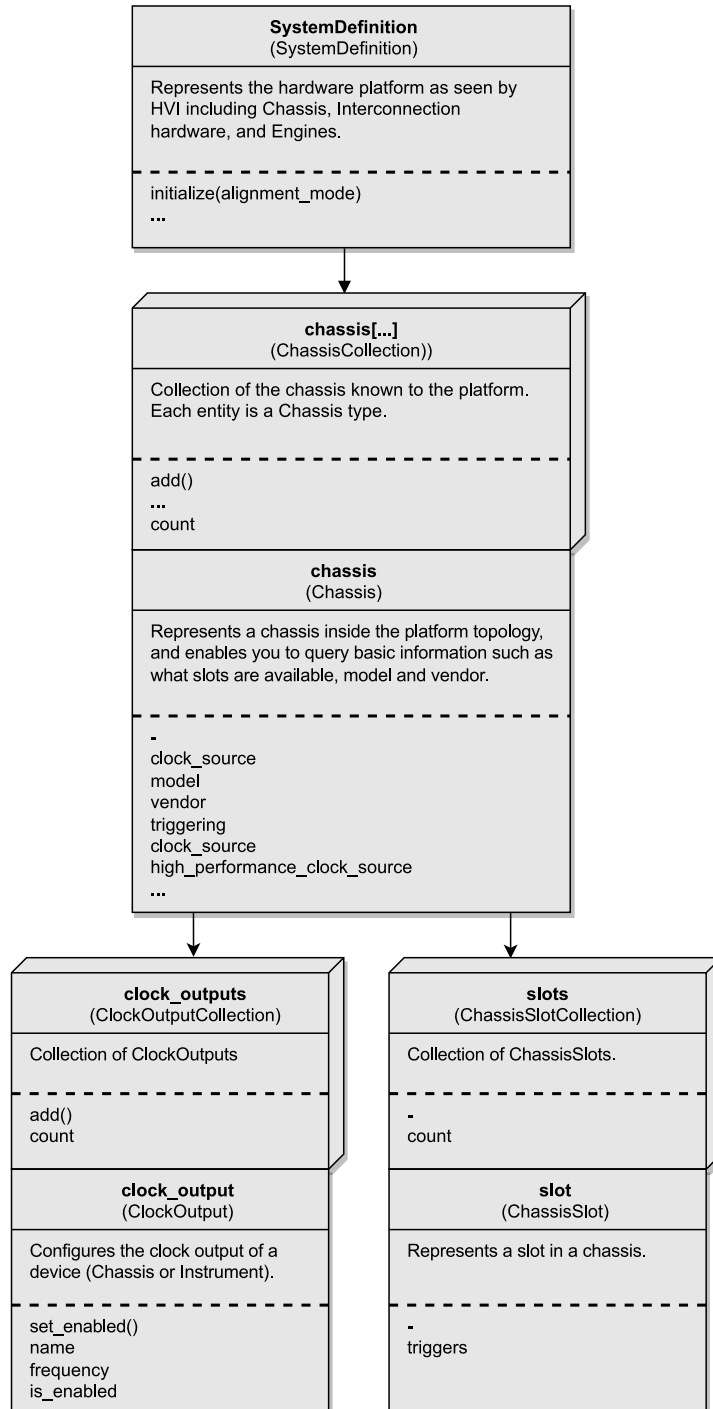 SystemDefinition
(SystemDefinition)
Represents the hardware platform as seen by
HVI including Chassis, Interconnection
hardware, and Engines.
initialize(alignment_mode)
...
chassis[...]
(ChassisCollection))
Collection of the chassis known to the platform.
Each entity is a Chassis type.
add()
...
count
chassis
(Chassis)
Represents a chassis inside the platform topology,
and enables you to query basic information such as
what slots are available, model and vendor.
-
clock_source
model
vendor
triggering
clock_source
high_performance_clock_source
...
clock_outputs
(ClockOutputCollection)
Collection of ClockOutputs
add()
count
clock_output
(ClockOutput)
Configures the clock output of a
device (Chassis or Instrument).
set_enabled()
name
frequency
is_enabled
slots
(ChassisSlotCollection)
Collection of ChassisSlots.
-
count
slot
(ChassisSlot)
Represents a slot in a chassis.
-
triggers